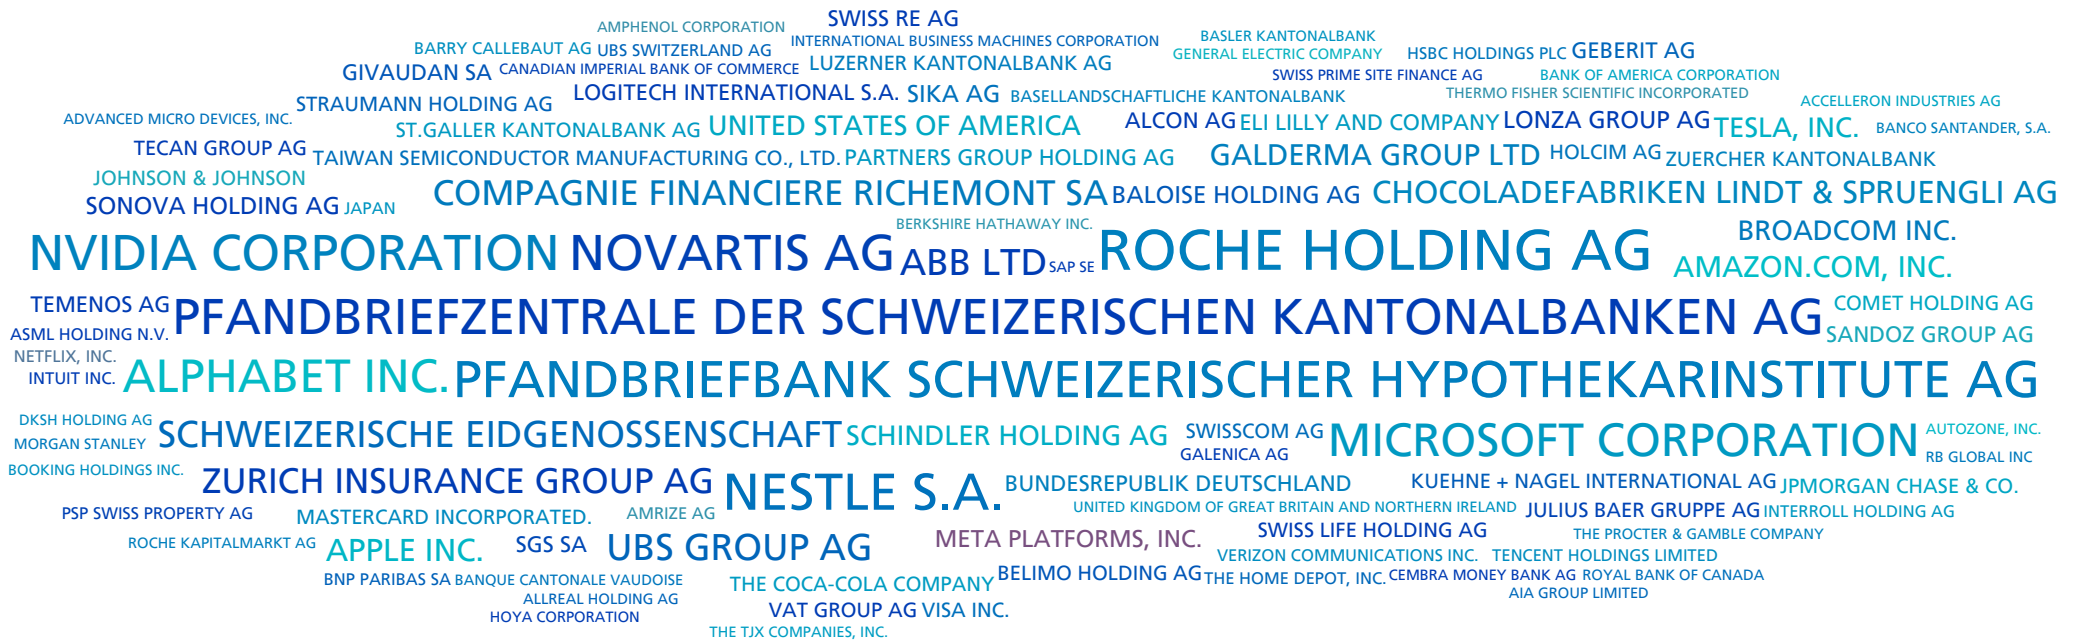 SWISS RE AG
AMPHENOL CORPORATION
BARRY CALLEBAUT AG UBS SWITZERLAND AG INTERNATIONAL BUSINESS MACHINES CORPORATION BASLER KANTONALBANK
GENERAL ELECTRIC COMPANY HSBC HOLDINGS PLC GEBERIT AG
GIVAUDAN SA CANADIAN IMPERIAL BANK OF COMMERCE LUZERNER KANTONALBANK AG SWISS PRIME SITE FINANCE AG BANK OF AMERICA CORPORATION
STRAUMANN HOLDING AG LOGITECH INTERNATIONAL S.A. SIKA AG BASELLANDSCHAFTLICHE KANTONALBANK THERMO FISHER SCIENTIFIC INCORPORATED ACCELLERON INDUSTRIES AG
ADVANCED MICRO DEVICES, INC. ST.GALLER KANTONALBANK AG UNITED STATES OF AMERICA ALCON AG ELI LILLY AND COMPANY LONZA GROUP AG TESLA, INC. BANCO SANTANDER, S.A.
TECAN GROUP AG TAIWAN SEMICONDUCTOR MANUFACTURING CO., LTD. PARTNERS GROUP HOLDING AG GALDERMA GROUP LTD HOLCIM AG ZUERCHER KANTONALBANK
JOHNSON & JOHNSON
SONOVA HOLDING AG JAPAN COMPAGNIE FINANCIERE RICHEMONT SA BALOISE HOLDING AG CHOCOLADEFABRIKEN LINDT & SPRUENGLI AG
BERKSHIRE HATHAWAY INC. BROADCOM INC.
NVIDIA CORPORATION NOVARTIS AG ABB LTD SAP SE ROCHE HOLDING AG AMAZON.COM, INC.
TEMENOS AG PFANDBRIEFZENTRALE DER SCHWEIZERISCHEN KANTONALBANKEN AG COMET HOLDING AG
ASML HOLDING N.V. SANDOZ GROUP AG
NETFLIX, INC.
INTUIT INC. ALPHABET INC. PFANDBRIEFBANK SCHWEIZERISCHER HYPOTHEKARINSTITUTE AG
DKSH HOLDING AG
MORGAN STANLEY SCHWEIZERISCHE EIDGENOSSENSCHAFT SCHINDLER HOLDING AG SWISSCOM AG MICROSOFT CORPORATION AUTOZONE, INC.
GALENICA AG RB GLOBAL INC
BOOKING HOLDINGS INC. ZURICH INSURANCE GROUP AG NESTLE S.A. BUNDESREPUBLIK DEUTSCHLAND KUEHNE + NAGEL INTERNATIONAL AG JPMORGAN CHASE & CO.
PSP SWISS PROPERTY AG MASTERCARD INCORPORATED. AMRIZE AG UNITED KINGDOM OF GREAT BRITAIN AND NORTHERN IRELAND JULIUS BAER GRUPPE AG INTERROLL HOLDING AG
ROCHE KAPITALMARKT AG APPLE INC. SGS SA UBS GROUP AG META PLATFORMS, INC. SWISS LIFE HOLDING AG THE PROCTER & GAMBLE COMPANY
VERIZON COMMUNICATIONS INC. TENCENT HOLDINGS LIMITED
BNP PARIBAS SA BANQUE CANTONALE VAUDOISE THE COCA-COLA COMPANY BELIMO HOLDING AG THE HOME DEPOT, INC. CEMBRA MONEY BANK AG ROYAL BANK OF CANADA
ALLREAL HOLDING AG AIA GROUP LIMITED
HOYA CORPORATION VAT GROUP AG VISA INC.
THE TJX COMPANIES, INC.